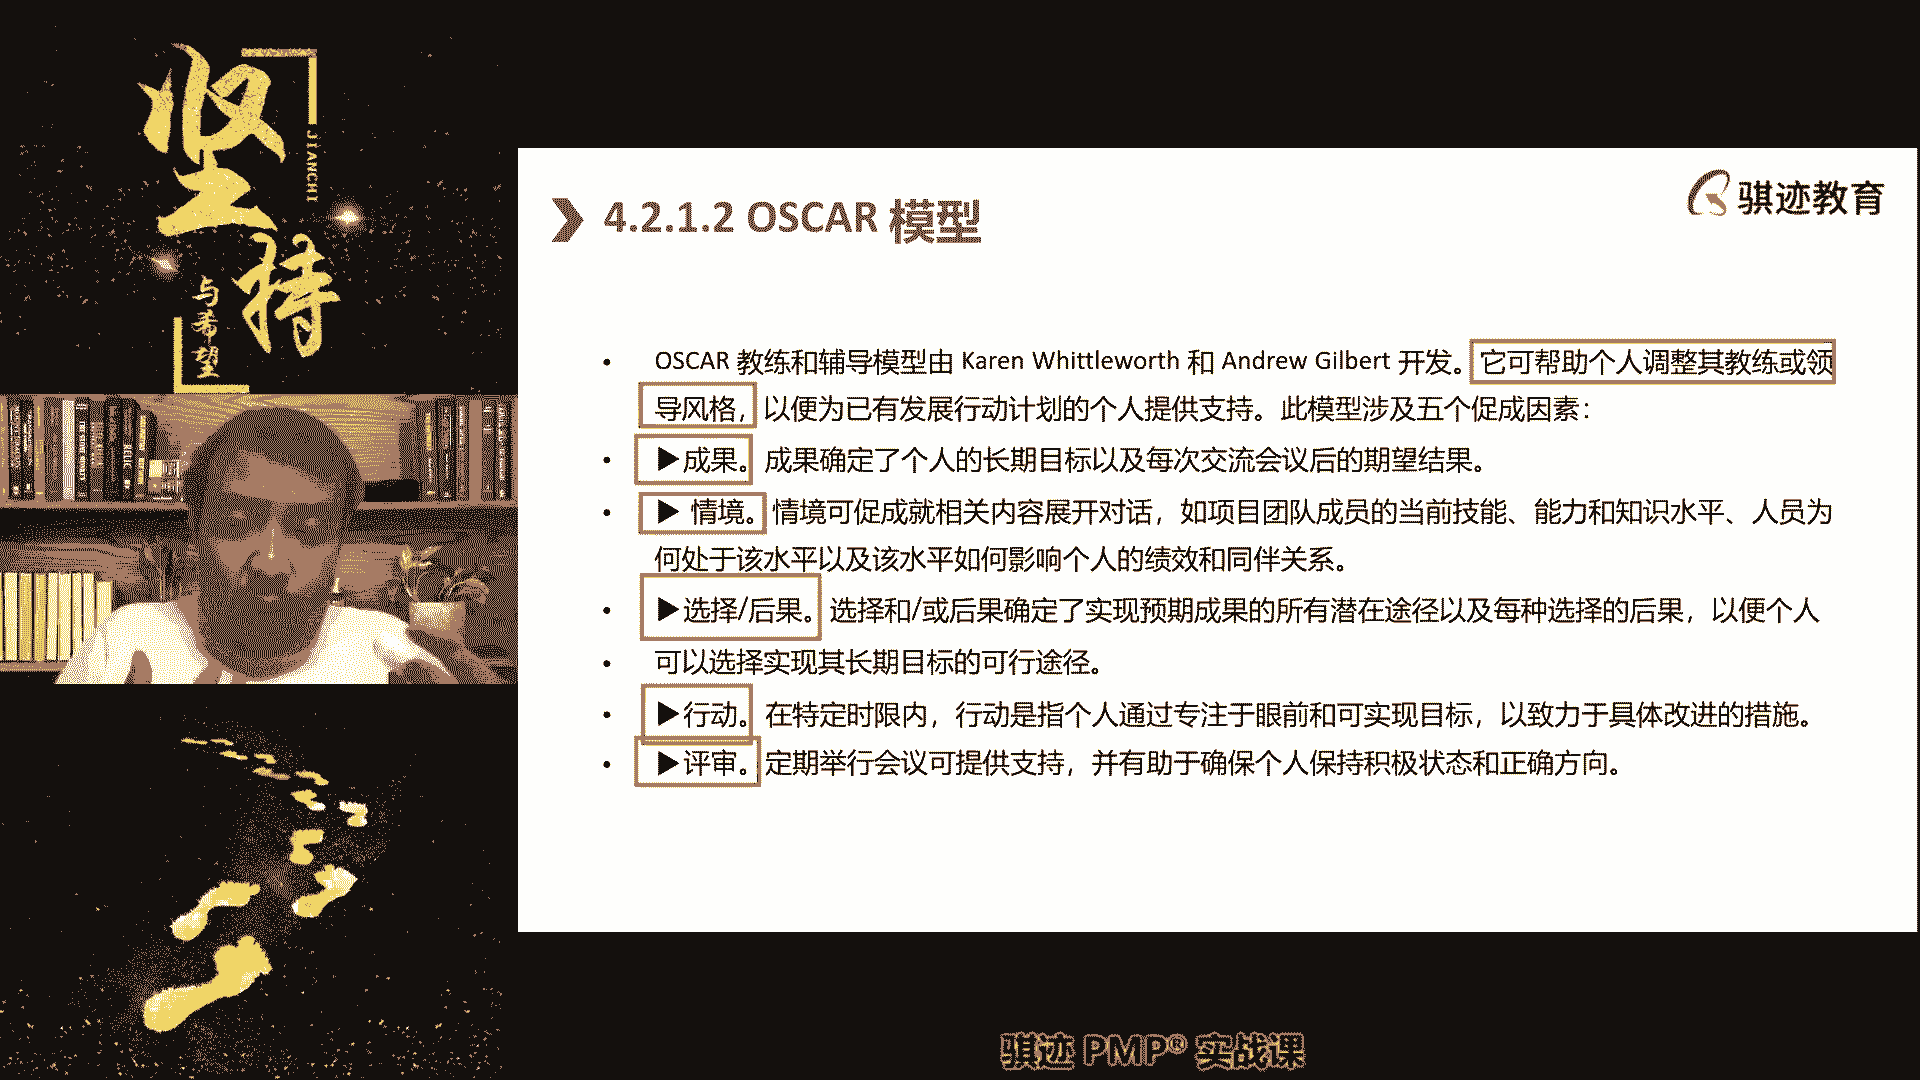 坚持
JIANCHI
与希望
骐迹教育
4.2.1.2 OSCAR 模型
• OSCAR 教练和辅导模型由 Karen Whittleworth 和 Andrew Gilbert 开发。它可帮助个人调整其教练或领
导风格，以便为已有发展行动计划的个人提供支持。此模型涉及五个促成因素：
• ▶成果。成果确定了个人的长期目标以及每次交流会议后的期望结果。
• ▶ 情境。情境可促成就相关内容展开对话，如项目团队成员的当前技能、能力和知识水平、人员为
何处于该水平以及该水平如何影响个人的绩效和同伴关系。
• ▶选择/后果。选择和/或后果确定了实现预期成果的所有潜在途径以及每种选择的后果，以便个人
• 可以选择实现其长期目标的可行途径。
• ▶行动。在特定时限内，行动是指个人通过专注于眼前和可实现目标，以致力于具体改进的措施。
• ▶评审。定期举行会议可提供支持，并有助于确保个人保持积极状态和正确方向。
骐迹 PMP® 实战课